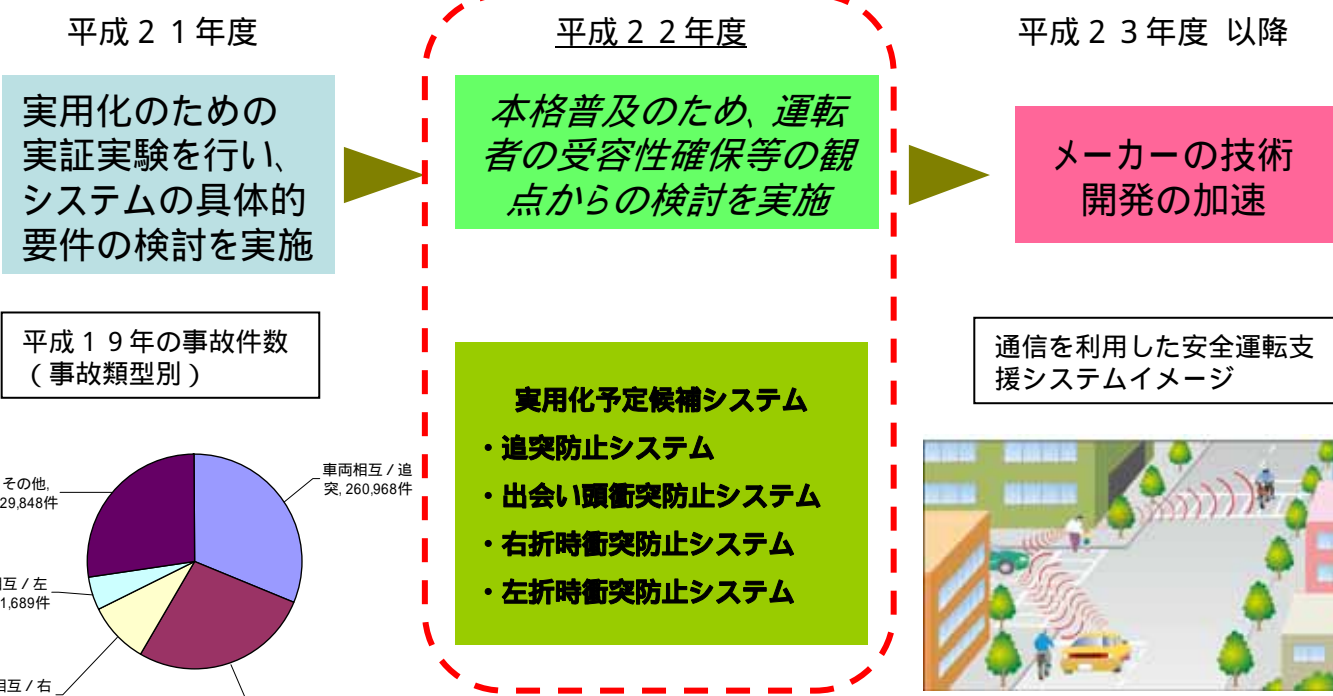 平成２１年度
実用化のための
実証実験を行い、
システムの具体的
要件の検討を実施
平成２２年度
本格普及のため、運転
者の受容性確保等の観
点からの検討を実施
平成２３年度 以降
メーカーの技術
開発の加速
平成１９年の事故件数
（事故類型別）
その他,
29,848件
車両相互／追
突, 260,968件
互／左
1,689件
相互／右
実用化予定候補システム
・追突防止システム
・出会い頭衝突防止システム
・右折時衝突防止システム
・左折時衝突防止システム
通信を利用した安全運転支
援システムイメージ